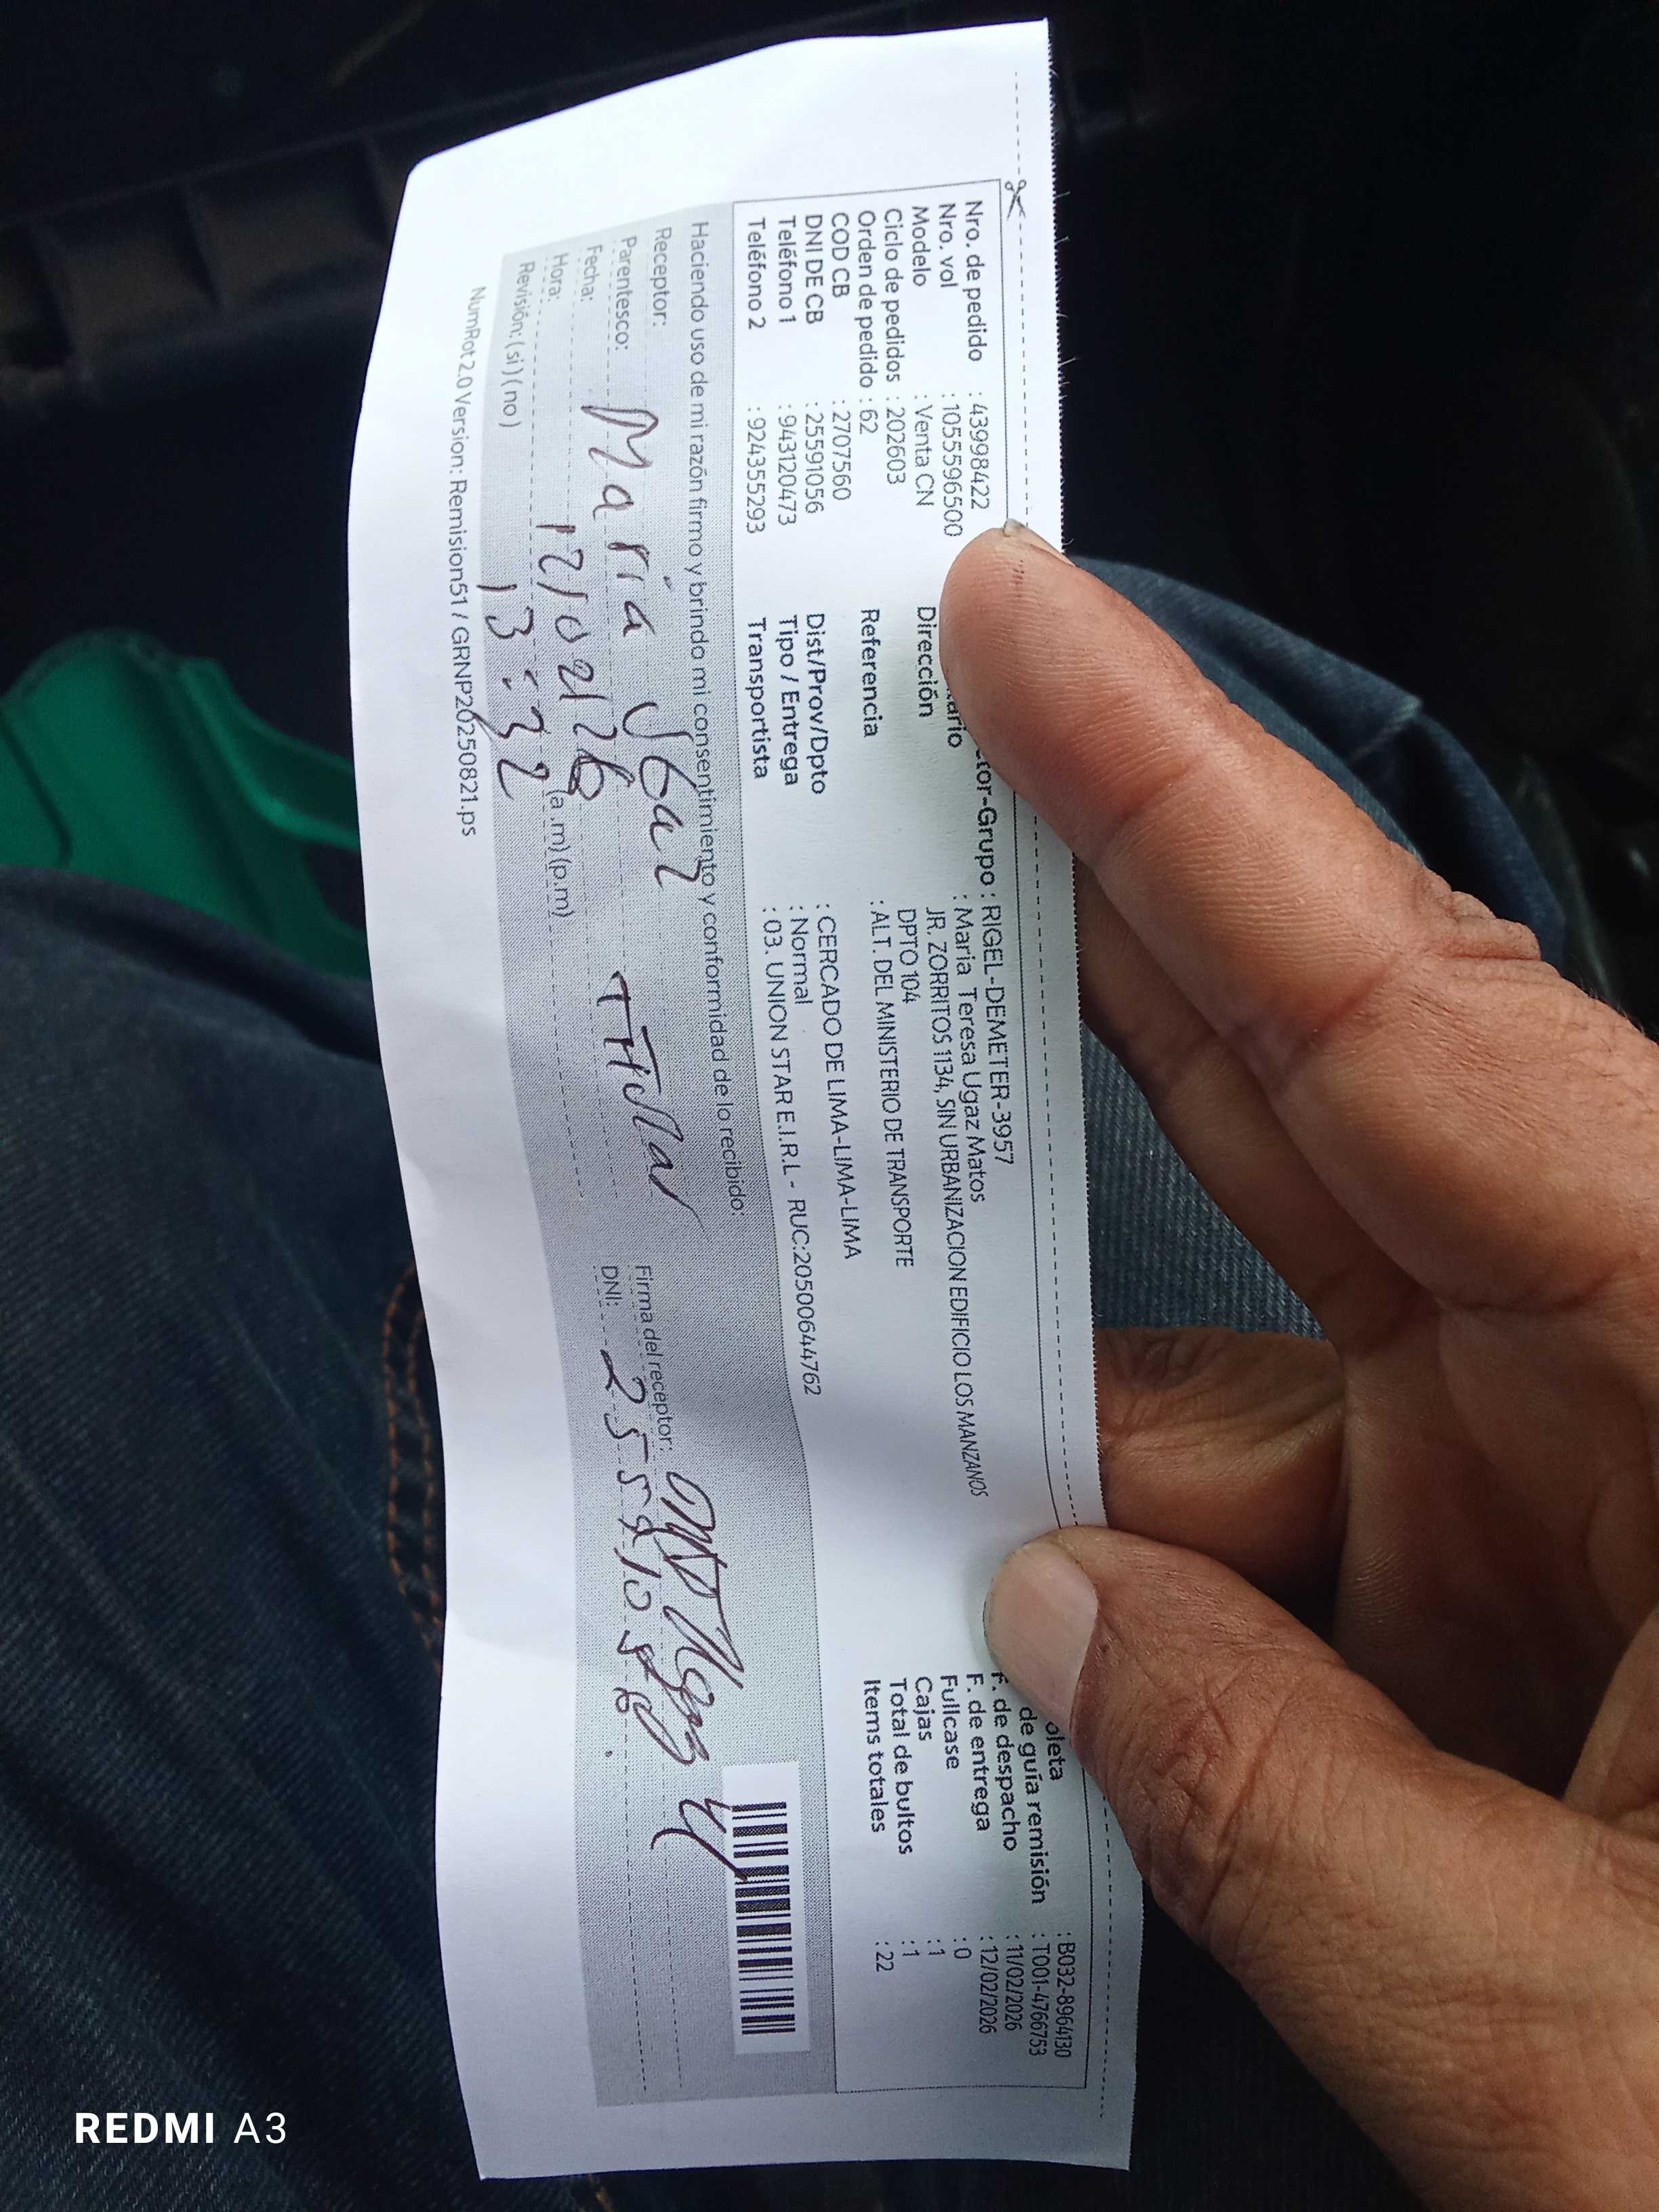 Nro. de pedido : 43998422
Nro. vol : 1055596500
Modelo : Venta CN
Ciclo de pedidos : 202603
Orden de pedido : 62
COD CB : 2707560
DNI DE CB : 25591056
Teléfono 1 : 943120473
Teléfono 2 : 924355293
tor-Grupo : RIGEL-DEMETER-3957
ario : Maria Teresa Ugaz Matos
Dirección JR. ZORRITOS 1134, SIN URBANIZACION EDIFICIO LOS MANZANOS
DPTO 104
Referencia : ALT. DEL MINISTERIO DE TRANSPORTE
Dist/Prov/Dpto : CERCADO DE LIMA-LIMA-LIMA
Tipo / Entrega : Normal
Transportista : 03. UNION STAR E.I.R.L - RUC:20500644762
oleta : B032-8964130
de guía remisión : T001-4766753
F. de despacho : 11/02/2026
F. de entrega : 12/02/2026
Fullcase : 0
Cajas : 1
Total de bultos : 1
Items totales : 22
Haciendo uso de mi razón firmo y brindo mi consentimiento y conformidad de lo recibido:
Receptor: Maria Ugaz
Parentesco: Titular
Fecha: 12/02/26
Hora: 13:32 (a.m) (p.m)
Revisión: ( si ) ( no )
Firma del receptor:
DNI: 25591056
NumRot 2.0 Version: Remision51 / GRNP20250821.ps
REDMI A3